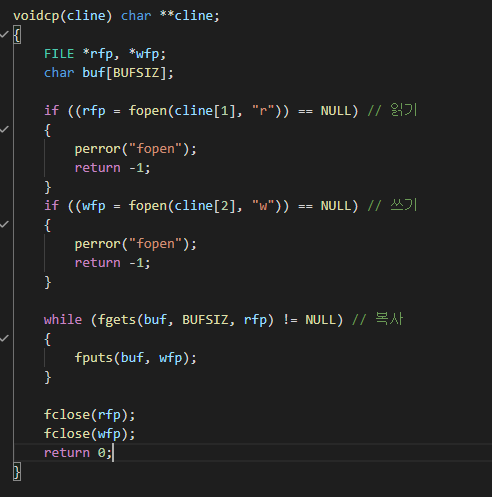 voidcp(cline) char **cline;
{
FILE *rfp, *wfp;
char buf[BUFSIZ];
if ((rfp = fopen(cline[1], "r")) == NULL) // 읽기
{
perror("fopen");
return -1;
}
if ((wfp = fopen(cline[2], "w")) == NULL) // 쓰기
{
perror("fopen");
return -1;
}
while (fgets(buf, BUFSIZ, rfp) != NULL) // 복사
{
fputs(buf, wfp);
}
fclose(rfp);
fclose(wfp);
return 0;
}